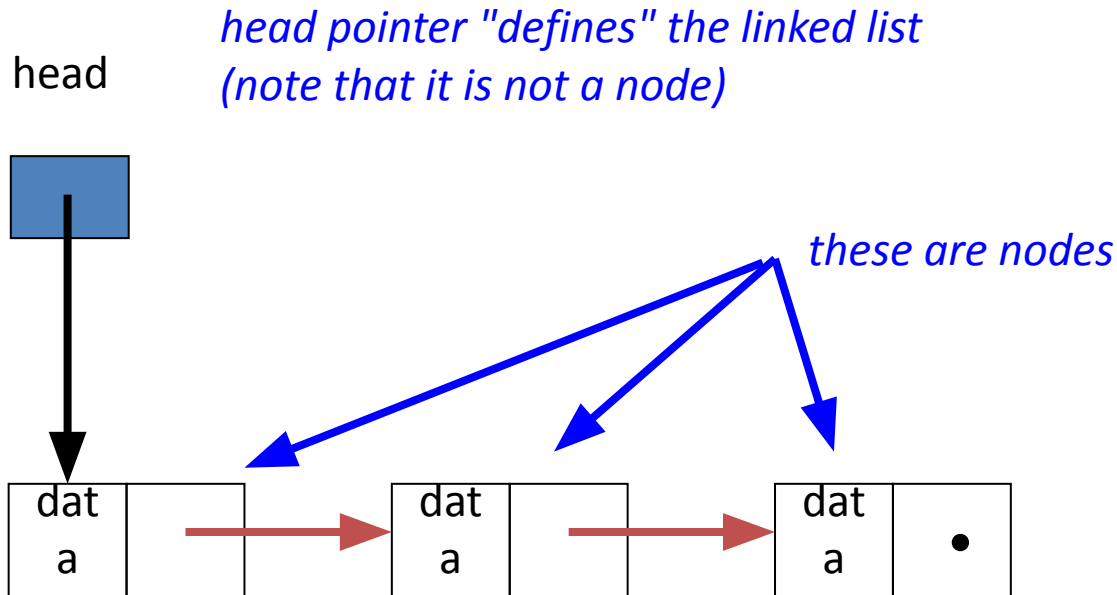 head pointer "defines" the linked list
head
(note that it is not a node)
these are nodes
dat
a
dat
a
dat
a